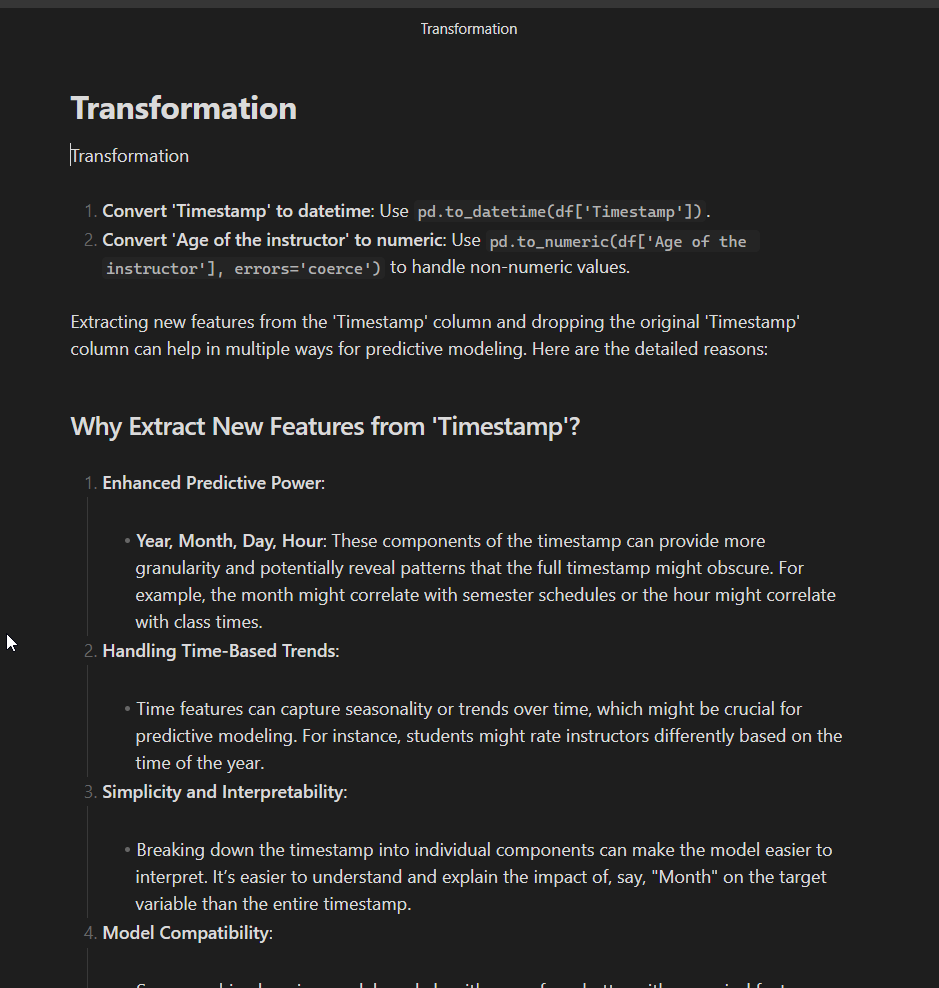 Transformation
Transformation
Transformation
1. Convert 'Timestamp' to datetime: Use pd.to_datetime(df['Timestamp']).
2. Convert 'Age of the instructor' to numeric: Use pd.to_numeric(df['Age of the
instructor'], errors='coerce') to handle non-numeric values.
Extracting new features from the 'Timestamp' column and dropping the original 'Timestamp'
column can help in multiple ways for predictive modeling. Here are the detailed reasons:
Why Extract New Features from 'Timestamp'?
1. Enhanced Predictive Power:
• Year, Month, Day, Hour: These components of the timestamp can provide more
granularity and potentially reveal patterns that the full timestamp might obscure. For
example, the month might correlate with semester schedules or the hour might correlate
with class times.
2. Handling Time-Based Trends:
• Time features can capture seasonality or trends over time, which might be crucial for
predictive modeling. For instance, students might rate instructors differently based on the
time of the year.
3. Simplicity and Interpretability:
• Breaking down the timestamp into individual components can make the model easier to
interpret. It’s easier to understand and explain the impact of, say, "Month" on the target
variable than the entire timestamp.
4. Model Compatibility: